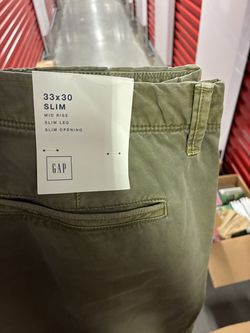 33x30
SLIM
MID RISE
SLIM LEG
SLIM OPENING
GAP